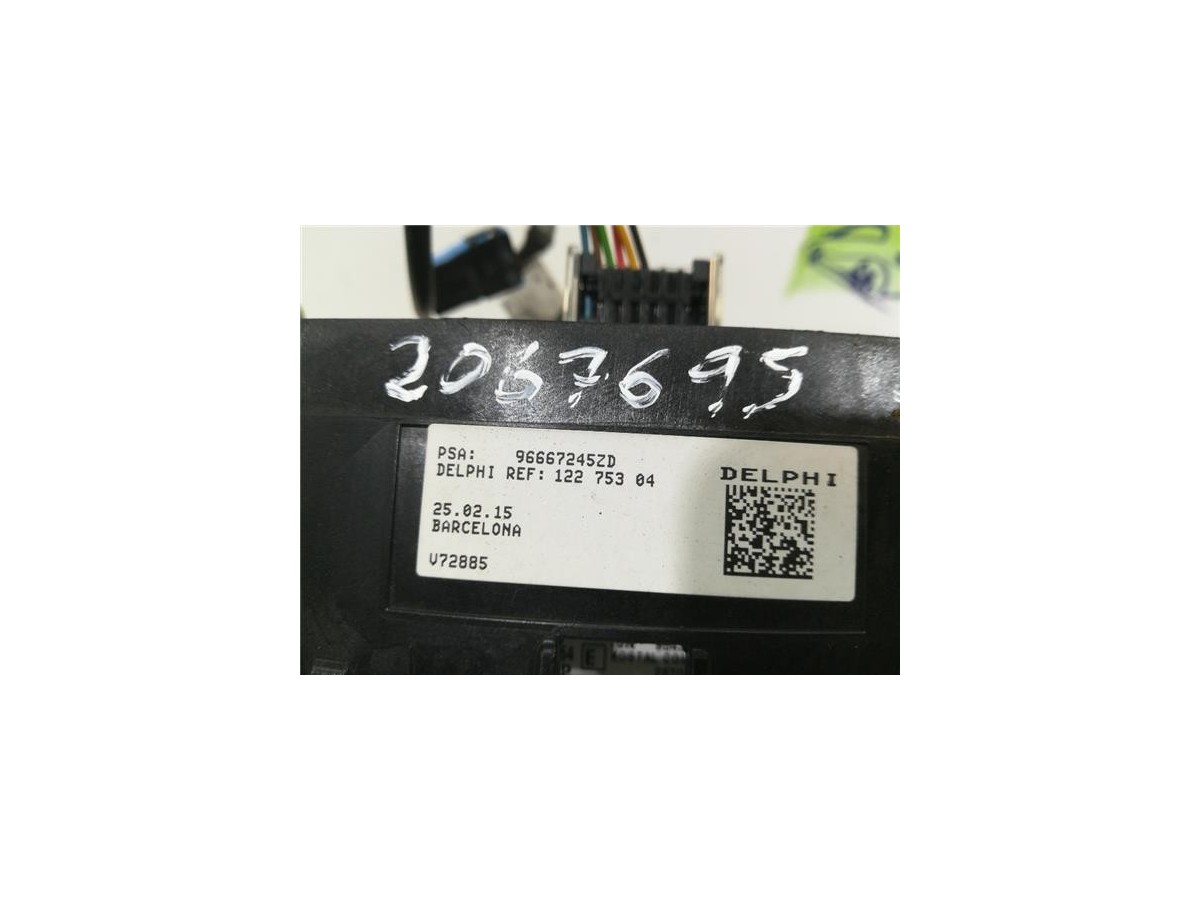 2067695
PSA: 96667245ZD
DELPHI REF: 122 753 04
DELPHI
25.02.15
BARCELONA
V72885
E